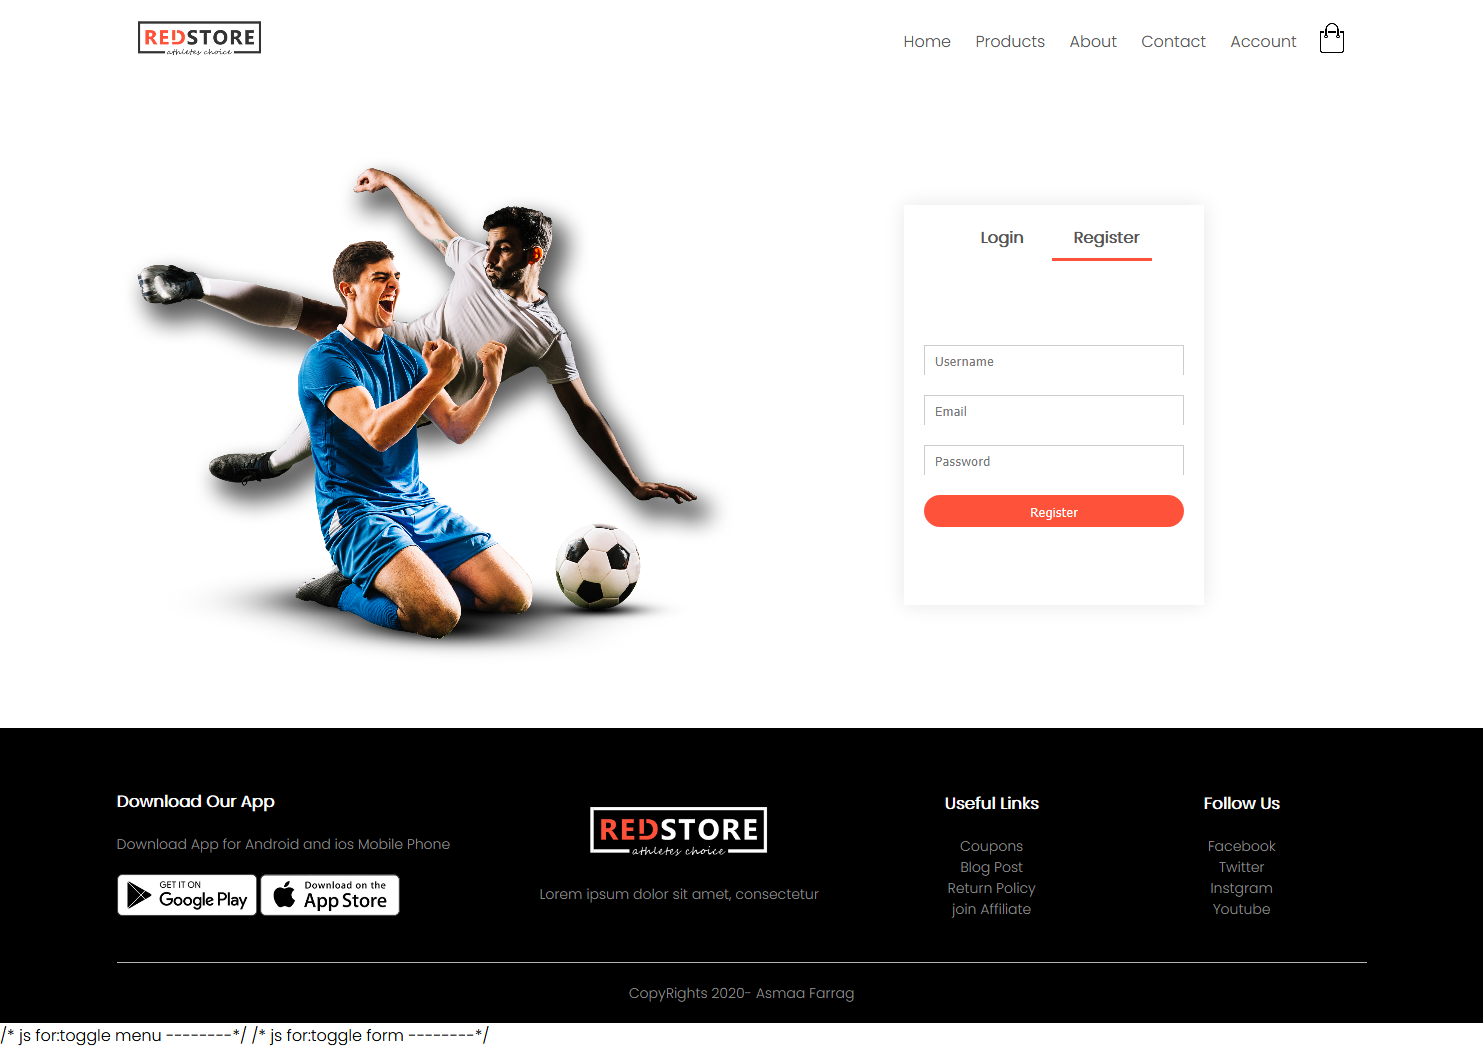 REDSTORE
athletes choice
Home Products About Contact Account
Login Register
Username
Email
Password
Register
Download Our App
Download App for Android and ios Mobile Phone
GET IT ON
Google Play
Download on the
App Store
REDSTORE
athletes choice
Lorem ipsum dolor sit amet, consectetur
Useful Links
Coupons
Blog Post
Return Policy
join Affiliate
Follow Us
Facebook
Twitter
Instgram
Youtube
CopyRights 2020- Asmaa Farrag
/* js for:toggle menu --------*/ /* js for:toggle form --------*/